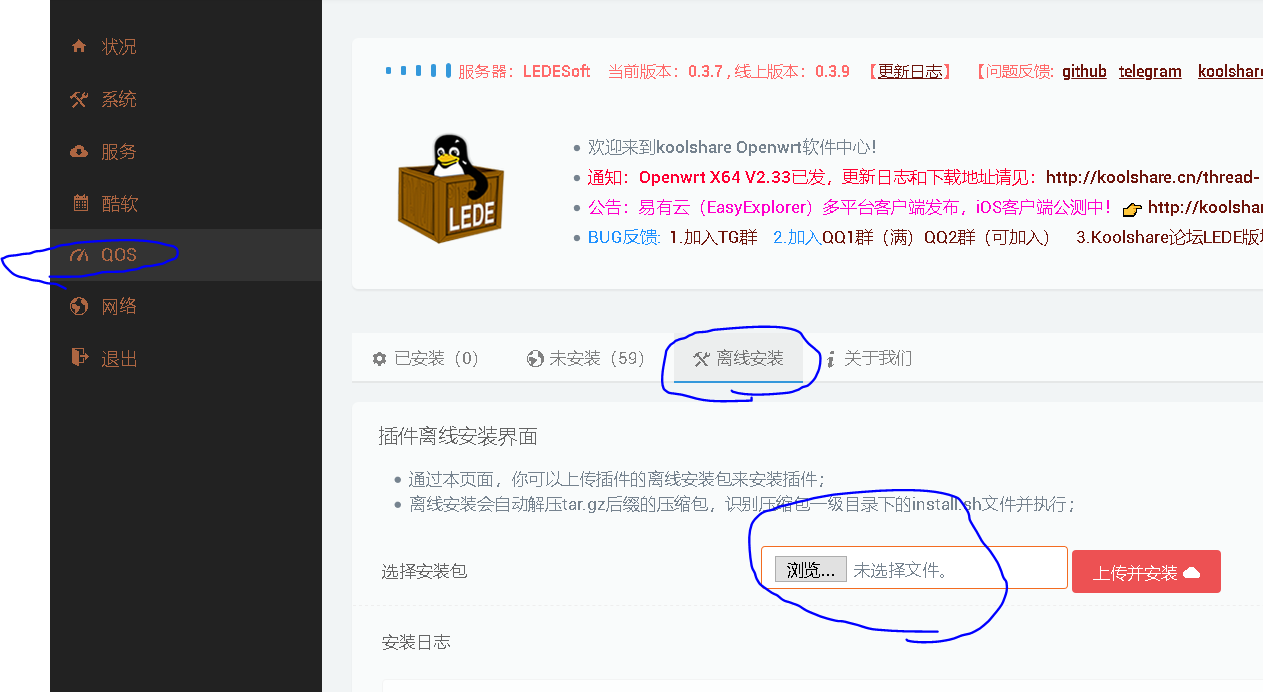 状况
系统
服务
酷软
QOS
网络
退出
服务器：LEDESoft 当前版本：0.3.7 , 线上版本：0.3.9 【更新日志】 【问题反馈: github telegram koolshare
LEDE
欢迎来到koolshare Openwrt软件中心!
通知：Openwrt X64 V2.33已发，更新日志和下载地址请见：http://koolshare.cn/thread-
公告：易有云（EasyExplorer）多平台客户端发布，iOS客户端公测中！ 👉 http://koolshar
BUG反馈: 1.加入TG群 2.加入QQ1群（满）QQ2群（可加入） 3.Koolshare论坛LEDE版
已安装（0） 未安装（59） 离线安装 关于我们
插件离线安装界面
通过本页面，你可以上传插件的离线安装包来安装插件；
离线安装会自动解压tar.gz后缀的压缩包，识别压缩包一级目录下的install.sh文件并执行；
选择安装包 浏览... 未选择文件。 上传并安装
安装日志